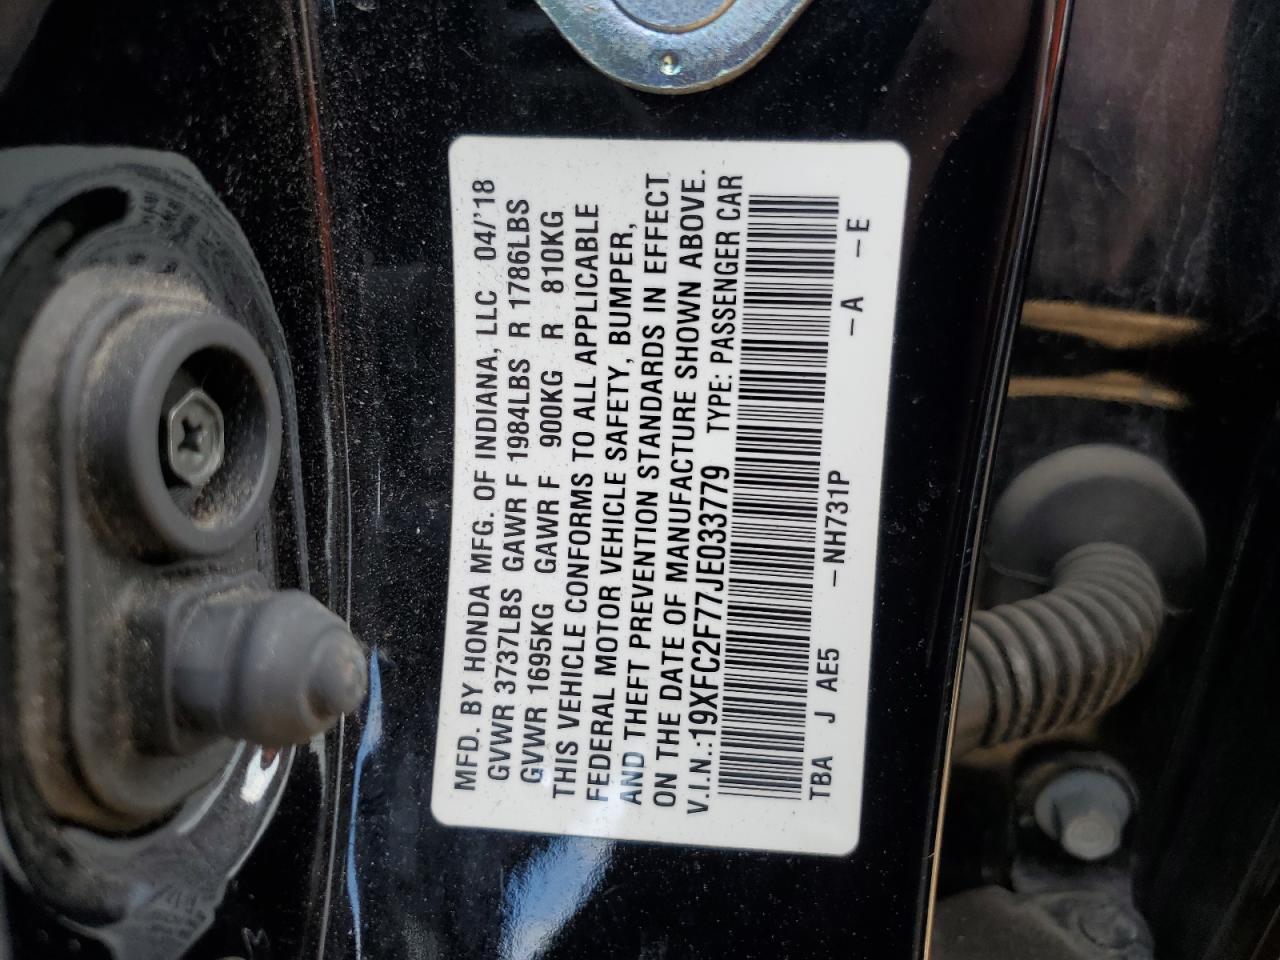 MFD. BY HONDA MFG. OF INDIANA, LLC 04/'18
GVWR 3737LBS GAWR F 1984LBS R 1786LBS
GVWR 1695KG GAWR F 900KG R 810KG
THIS VEHICLE CONFORMS TO ALL APPLICABLE
FEDERAL MOTOR VEHICLE SAFETY, BUMPER,
AND THEFT PREVENTION STANDARDS IN EFFECT
ON THE DATE OF MANUFACTURE SHOWN ABOVE.
V.I.N.:19XFC2F77JE033779 TYPE: PASSENGER CAR
TBA J AE5 –NH731P –A –E